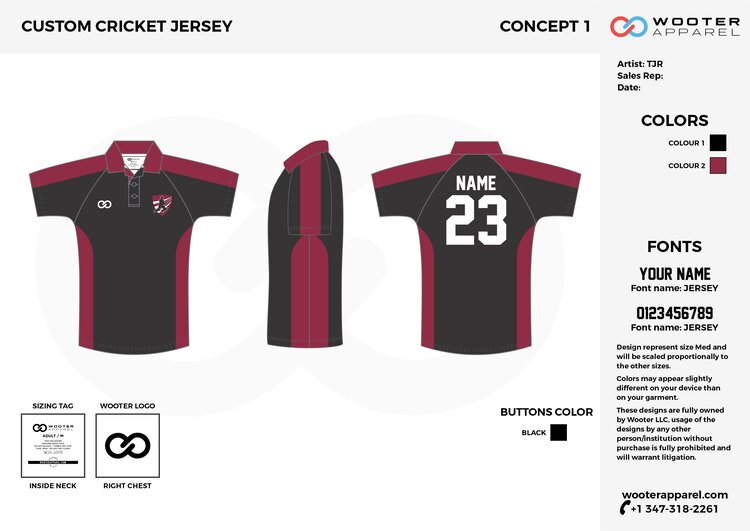 CUSTOM CRICKET JERSEY
CONCEPT 1
WOOTER
APPAREL
Artist: TJR
Sales Rep:
Date:
COLORS
COLOUR 1
COLOUR 2
NAME
23
FONTS
YOUR NAME
Font name: JERSEY
0123456789
Font name: JERSEY
Design represent size Med and
will be scaled proportionally to
the other sizes.
Colors may appear slightly
different on your device than
on your garment.
These designs are fully owned
by Wooter LLC, usage of the
designs by any other
person/institution without
purchase is fully prohibited and
will warrant litigation.
SIZING TAG
WOOTER LOGO
WOOTER
APPAREL
ADULT / M
INSIDE NECK
RIGHT CHEST
BUTTONS COLOR
BLACK
wooterapparel.com
+1 347-318-2261